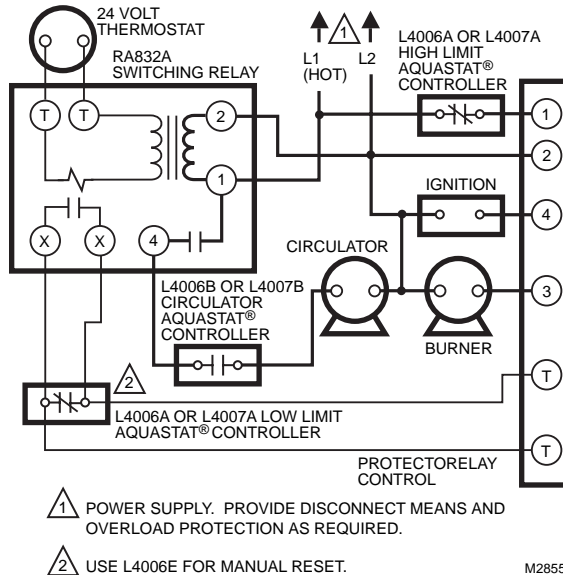 24 VOLT
THERMOSTAT
RA832A
SWITCHING RELAY
1
L1
(HOT)
L2
L4006A OR L4007A
HIGH LIMIT
AQUASTAT®
CONTROLLER
T
T
2
1
1
2
IGNITION
4
X
X
4
CIRCULATOR
3
L4006B OR L4007B
CIRCULATOR
AQUASTAT®
CONTROLLER
BURNER
2
T
L4006A OR L4007A LOW LIMIT
AQUASTAT® CONTROLLER
T
PROTECTORELAY
CONTROL
1 POWER SUPPLY. PROVIDE DISCONNECT MEANS AND
OVERLOAD PROTECTION AS REQUIRED.
2 USE L4006E FOR MANUAL RESET.
M2855